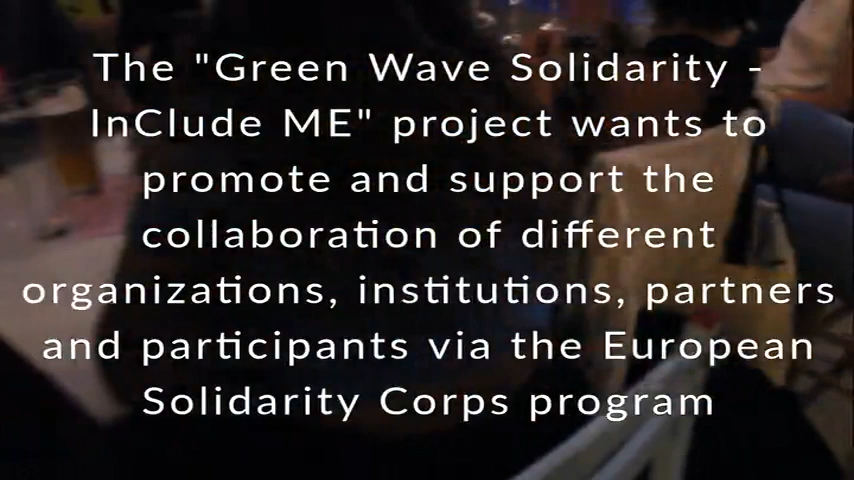 The "Green Wave Solidarity -
InClude ME" project wants to
promote and support the
collaboration of different
organizations, institutions, partners
and participants via the European
Solidarity Corps program